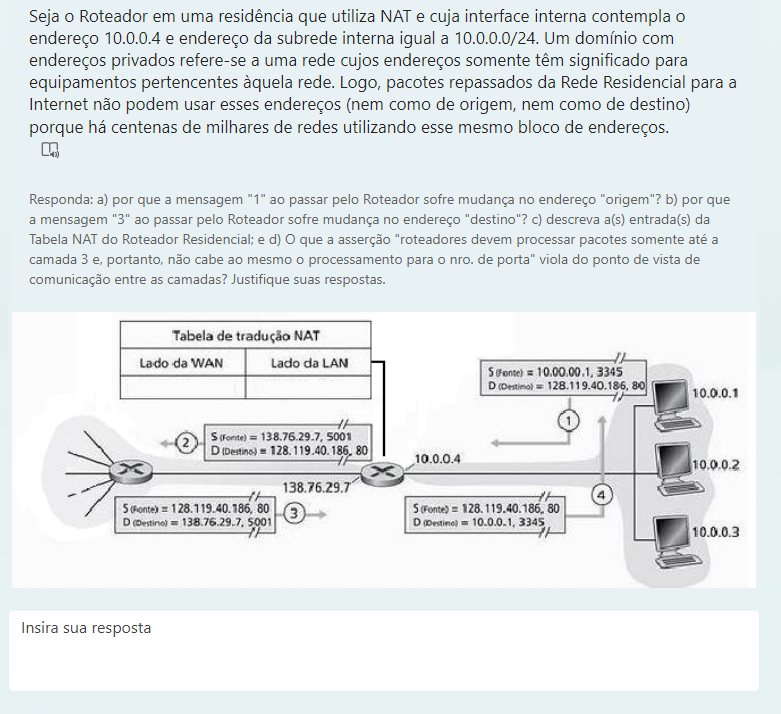 Seja o Roteador em uma residência que utiliza NAT e cuja interface interna contempla o
endereço 10.0.0.4 e endereço da subrede interna igual a 10.0.0.0/24. Um domínio com
endereços privados refere-se a uma rede cujos endereços somente têm significado para
equipamentos pertencentes àquela rede. Logo, pacotes repassados da Rede Residencial para a
Internet não podem usar esses endereços (nem como de origem, nem como de destino)
porque há centenas de milhares de redes utilizando esse mesmo bloco de endereços.
Responda: a) por que a mensagem "1" ao passar pelo Roteador sofre mudança no endereço "origem"? b) por que
a mensagem "3" ao passar pelo Roteador sofre mudança no endereço "destino"? c) descreva a(s) entrada(s) da
Tabela NAT do Roteador Residencial; e d) O que a asserção "roteadores devem processar pacotes somente até a
camada 3 e, portanto, não cabe ao mesmo o processamento para o nro. de porta" viola do ponto de vista de
comunicação entre as camadas? Justifique suas respostas.
Tabela de tradução NAT
Lado da WAN
Lado da LAN
S (Fonte) = 10.00.00.1, 3345
D (Destino) = 128.119.40.186, 80
10.0.0.1
1
2
S (Fonte) = 138.76.29.7, 5001
D (Destino) = 128.119.40.186, 80
10.0.0.4
10.0.0.2
138.76.29.7
4
S (Fonte) = 128.119.40.186, 80
D (Destino) = 138.76.29.7, 5001
3
S (Fonte) = 128.119.40.186, 80
D (Destino) = 10.0.0.1, 3345
10.0.0.3
Insira sua resposta